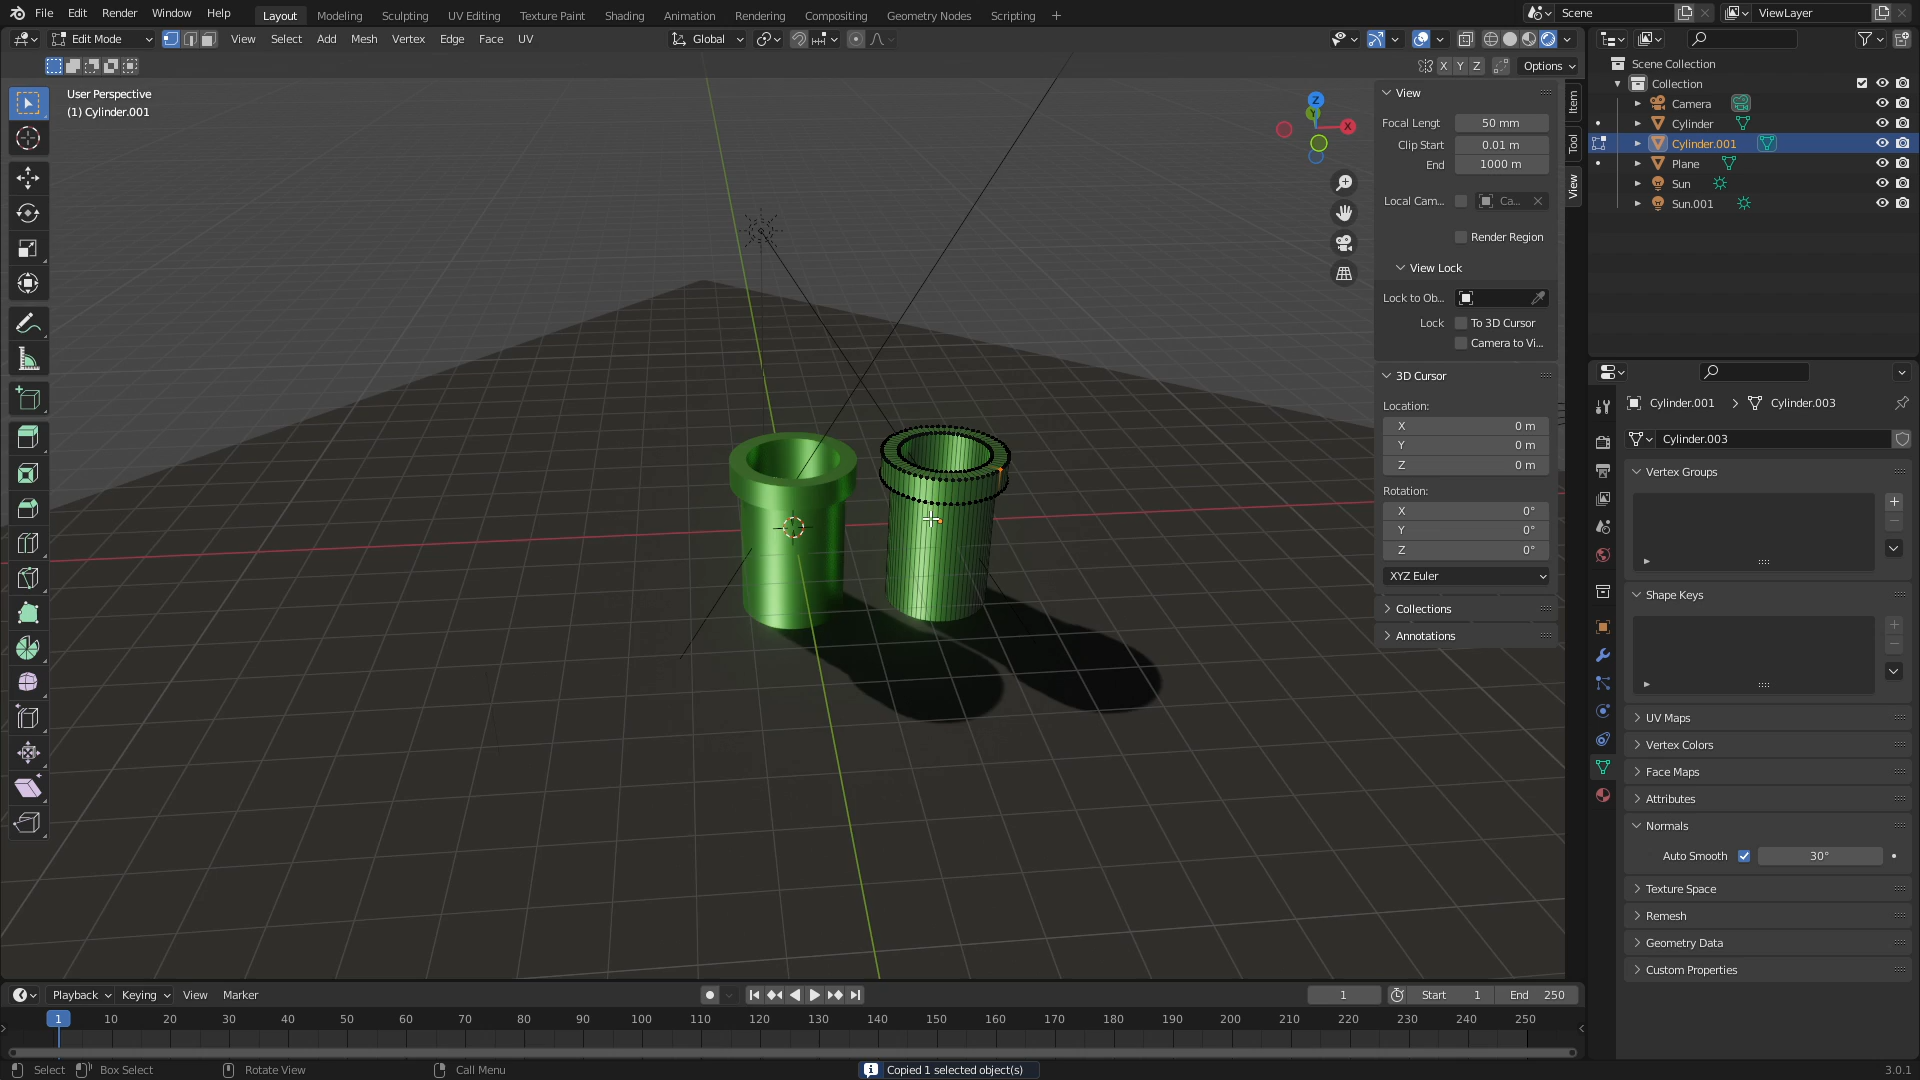 File Edit Render Window Help Layout Modeling Sculpting UV Editing Texture Paint Shading Animation Rendering Compositing Geometry Nodes Scripting + Scene ViewLayer
Edit Mode View Select Add Mesh Vertex Edge Face UV Global
X Y Z Options
User Perspective
(1) Cylinder.001
Z
Y
X
View
Focal Lengt 50 mm
Clip Start 0.01 m
End 1000 m
Local Cam... Ca...
Render Region
View Lock
Lock to Ob...
Lock To 3D Cursor
Camera to Vi...
3D Cursor
Location:
X 0 m
Y 0 m
Z 0 m
Rotation:
X 0°
Y 0°
Z 0°
XYZ Euler
Collections
Annotations
Item
Tool
View
Scene Collection
Collection
Camera
Cylinder
Cylinder.001
Plane
Sun
Sun.001
Cylinder.001 Cylinder.003
Cylinder.003
Vertex Groups
Shape Keys
UV Maps
Vertex Colors
Face Maps
Attributes
Normals
Auto Smooth 30°
Texture Space
Remesh
Geometry Data
Custom Properties
Playback Keying View Marker 1 Start 1 End 250
1 10 20 30 40 50 60 70 80 90 100 110 120 130 140 150 160 170 180 190 200 210 220 230 240 250
Select Box Select Rotate View Call Menu Copied 1 selected object(s) 3.0.1